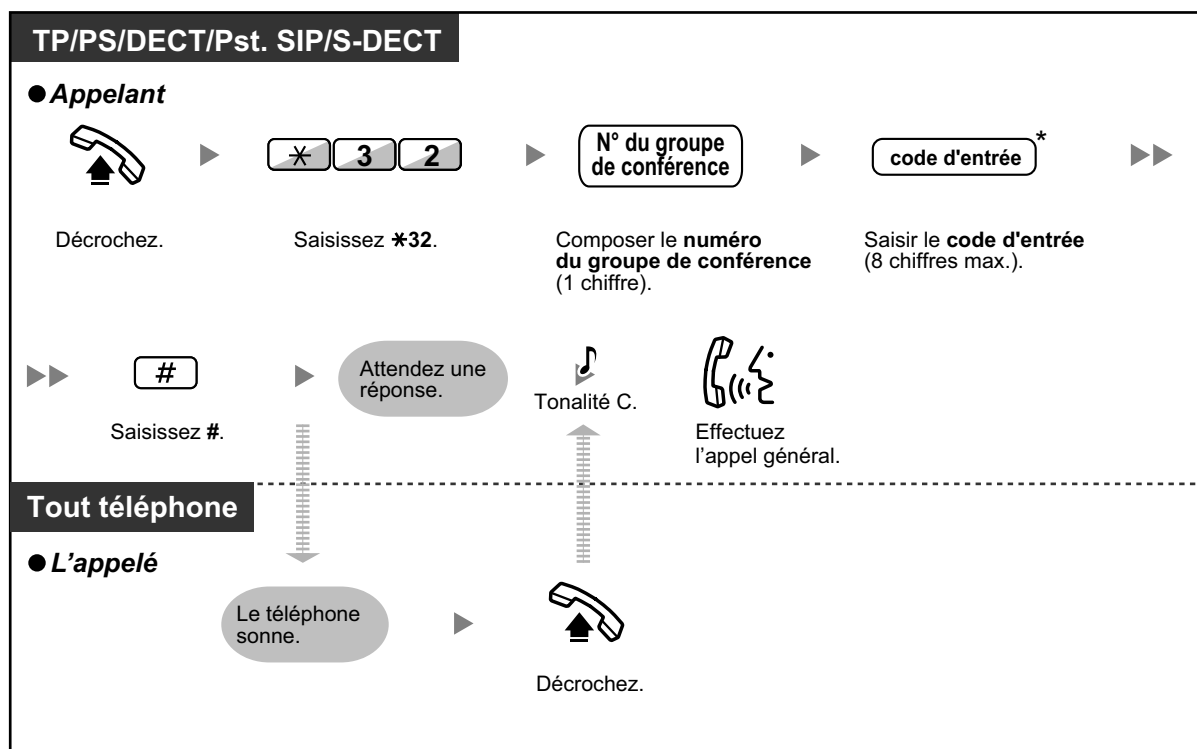 TP/PS/DECT/Pst. SIP/S-DECT
● Appelant
✳ 3 2
N° du groupe
de conférence
code d'entrée *
Décrochez.
Saisissez ✳32.
Composer le numéro
du groupe de conférence
(1 chiffre).
Saisir le code d'entrée
(8 chiffres max.).
#
Attendez une
réponse.
Saisissez #.
Tonalité C.
Effectuez
l’appel général.
Tout téléphone
● L’appelé
Le téléphone
sonne.
Décrochez.